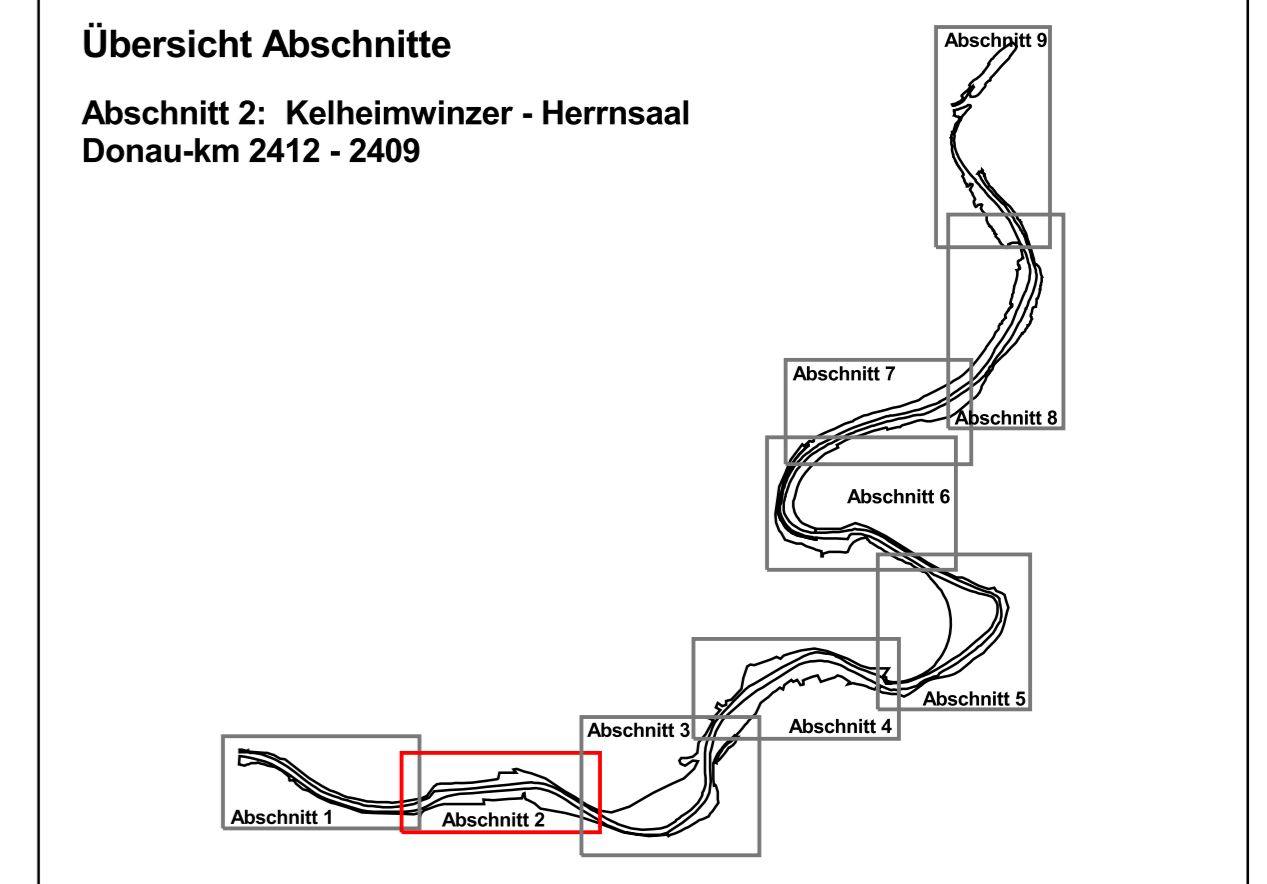 Übersicht Abschnitte
Abschnitt 2:  Kelheimwinzer - Herrnsaal
Donau-km 2412 - 2409
Abschnitt 9
Abschnitt 7
Abschnitt 8
Abschnitt 6
Abschnitt 5
Abschnitt 3
Abschnitt 4
Abschnitt 1
Abschnitt 2